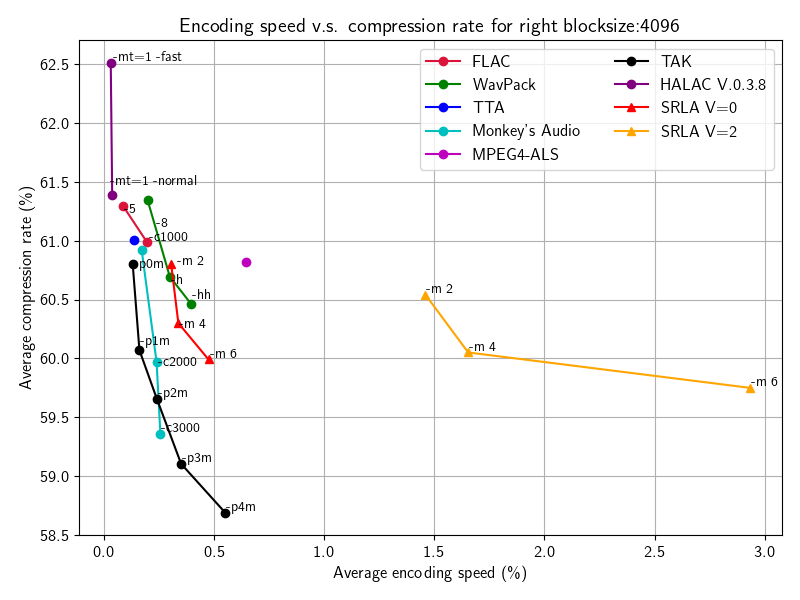 Encoding speed v.s. compression rate for right blocksize:4096
FLAC
WavPack
TTA
Monkey's Audio
MPEG4-ALS
TAK
HALAC V.0.3.8
SRLA V=0
SRLA V=2
Average compression rate (%)
62.5
62.0
61.5
61.0
60.5
60.0
59.5
59.0
58.5
-mt=1 -fast
-mt=1 -normal
-5
-8
-c1000
-p0m
-m 2
-h
-hh
-m 4
-p1m
-m 6
-c2000
-p2m
-c3000
-p3m
-p4m
-m 2
-m 4
-m 6
0.0
0.5
1.0
1.5
2.0
2.5
3.0
Average encoding speed (%)